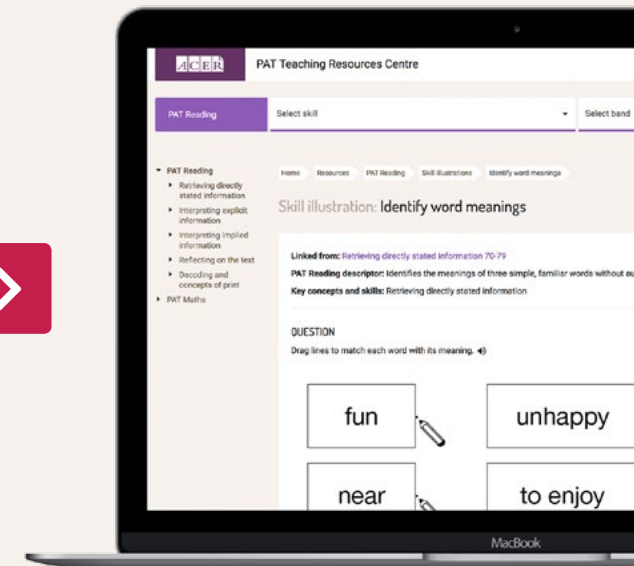 ACER
PAT Teaching Resources Centre
PAT Reading
Select skill
Select band
PAT Reading
Retrieving directly
stated information
Interpreting explicit
information
Interpreting implied
information
Reflecting on the text
Decoding and
concepts of print
PAT Maths
Home Resources PAT Reading Skill illustrations Identify word meanings
Skill illustration: Identify word meanings
Linked from: Retrieving directly stated information 70-79
PAT Reading descriptor: Identifies the meanings of three simple, familiar words without au
Key concepts and skills: Retrieving directly stated information
QUESTION
Drag lines to match each word with its meaning.
fun
unhappy
near
to enjoy
MacBook